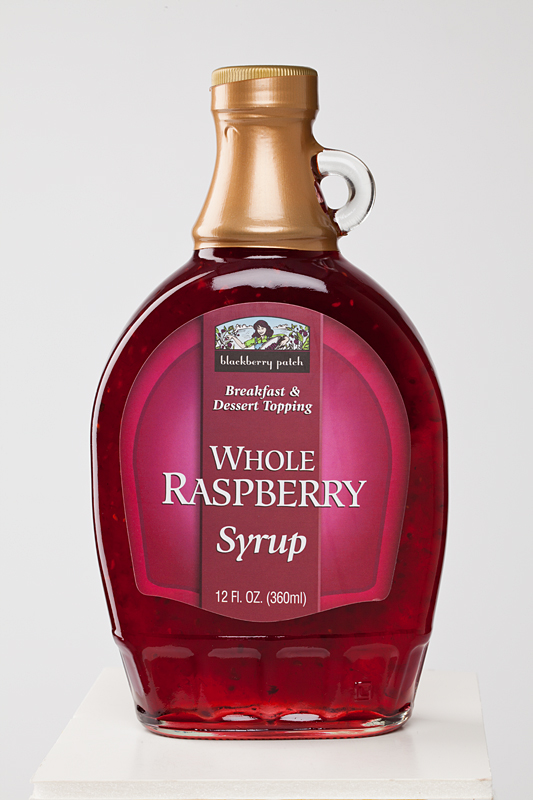 blackberry patch
Breakfast &
Dessert Topping
WHOLE
RASPBERRY
Syrup
12 Fl. OZ. (360ml)